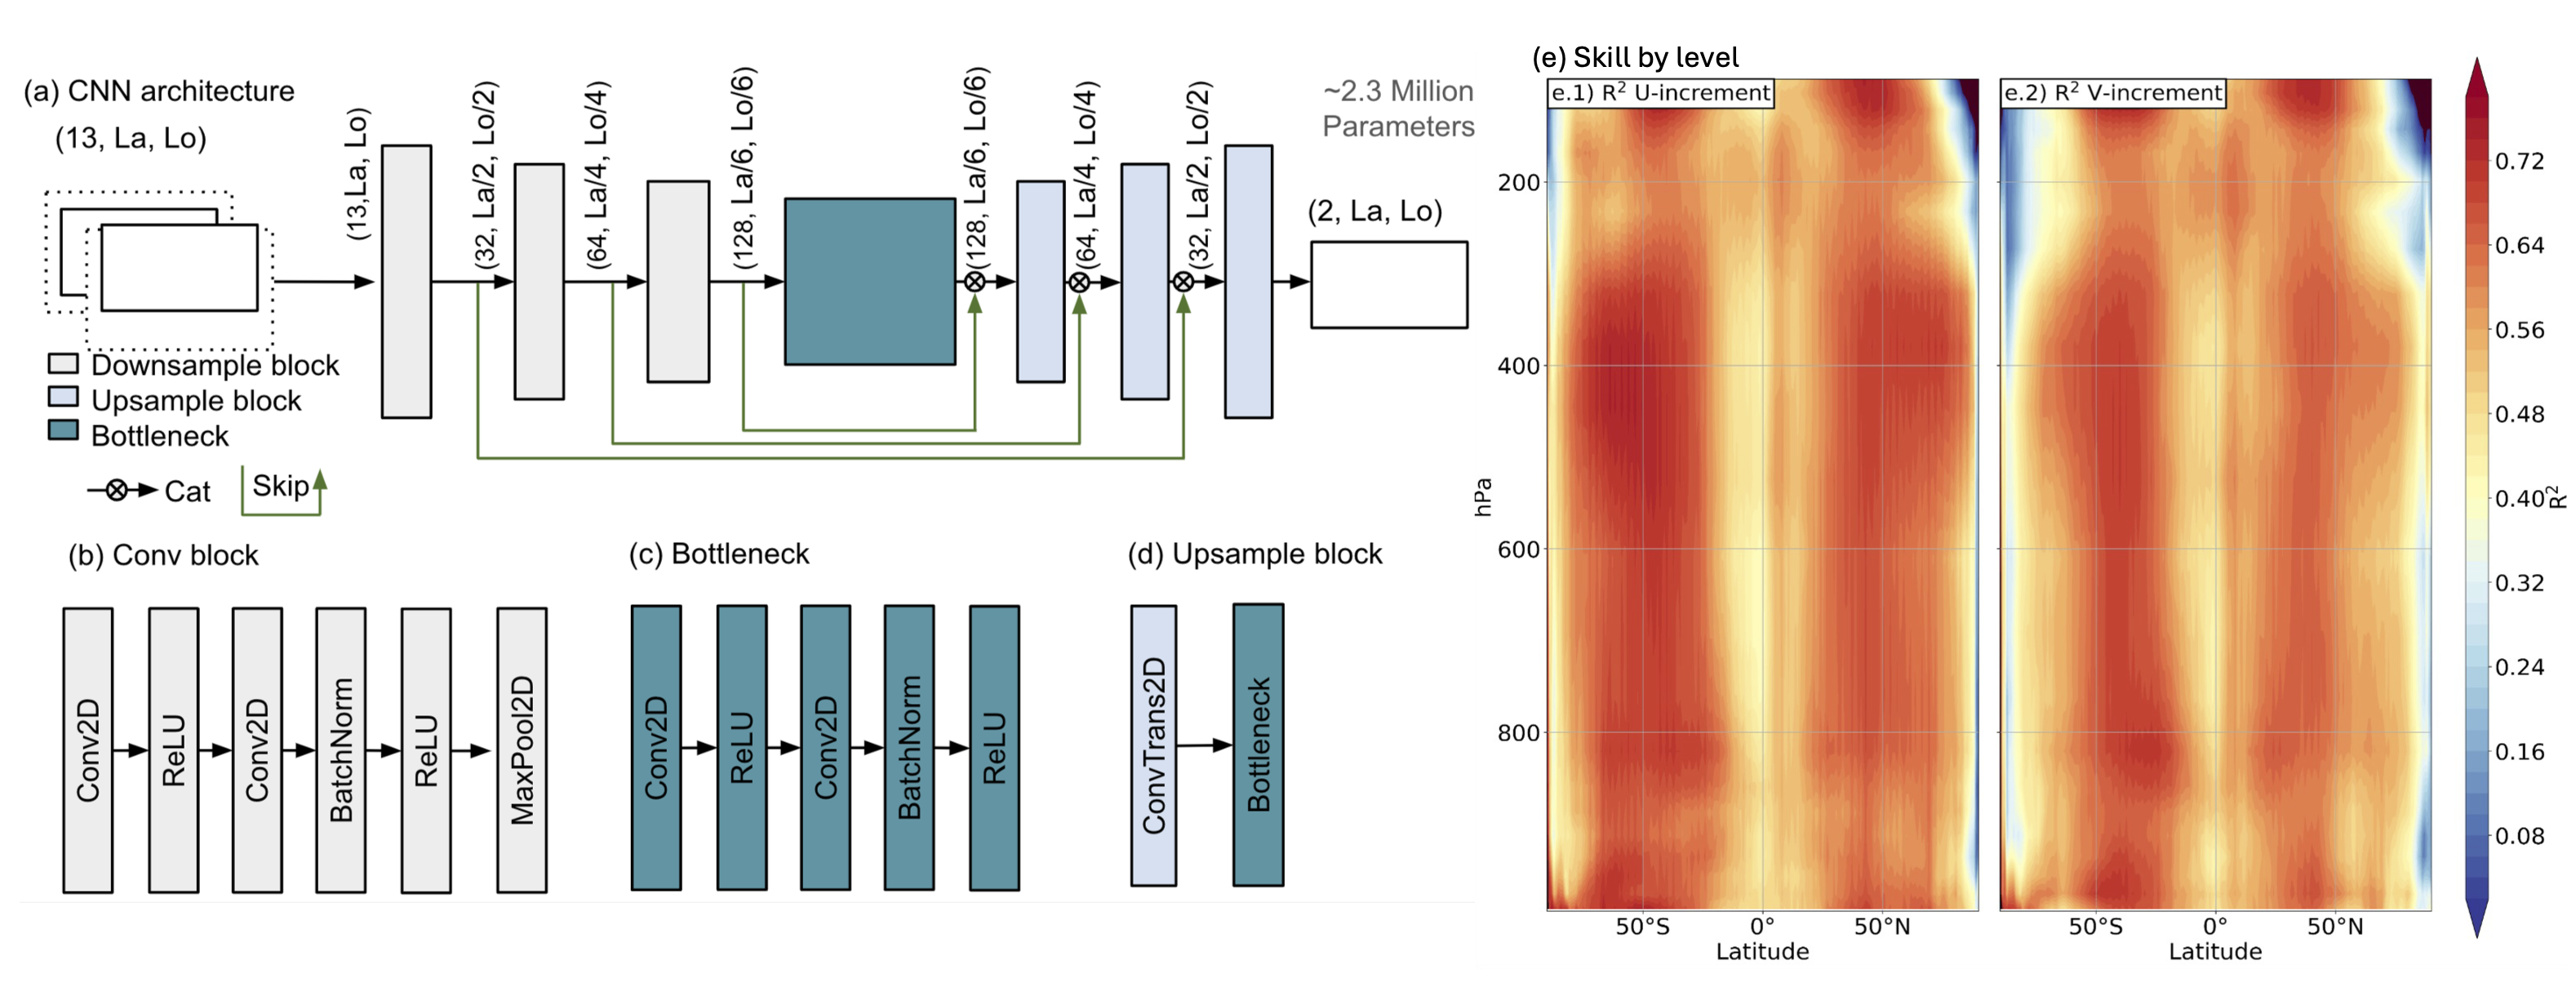 (a) CNN architecture
(13, La, Lo)
(13,La, Lo)
(32, La/2, Lo/2)
(64, La/4, Lo/4)
(128, La/6, Lo/6)
(128, La/6, Lo/6)
(64, La/4, Lo/4)
(32, La/2, Lo/2)
~2.3 Million
Parameters
(2, La, Lo)
Downsample block
Upsample block
Bottleneck
Cat
Skip
(b) Conv block
Conv2D
ReLU
Conv2D
BatchNorm
ReLU
MaxPool2D
(c) Bottleneck
Conv2D
ReLU
Conv2D
BatchNorm
ReLU
(d) Upsample block
ConvTrans2D
Bottleneck
(e) Skill by level
e.1) R² U-increment
e.2) R² V-increment
200
400
600
800
hPa
50°S
0°
50°N
Latitude
50°S
0°
50°N
Latitude
0.72
0.64
0.56
0.48
0.40
0.32
0.24
0.16
0.08
R²